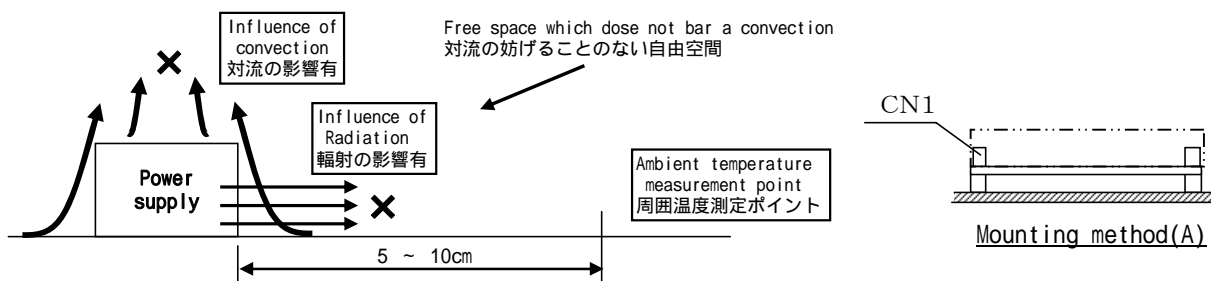 Influence of
convection
対流の影響有
Free space which dose not bar a convection
対流の妨げることのない自由空間
Influence of
Radiation
輻射の影響有
Power
supply
Ambient temperature
measurement point
周囲温度測定ポイント
5 ~ 10cm
CN1
Mounting method(A)